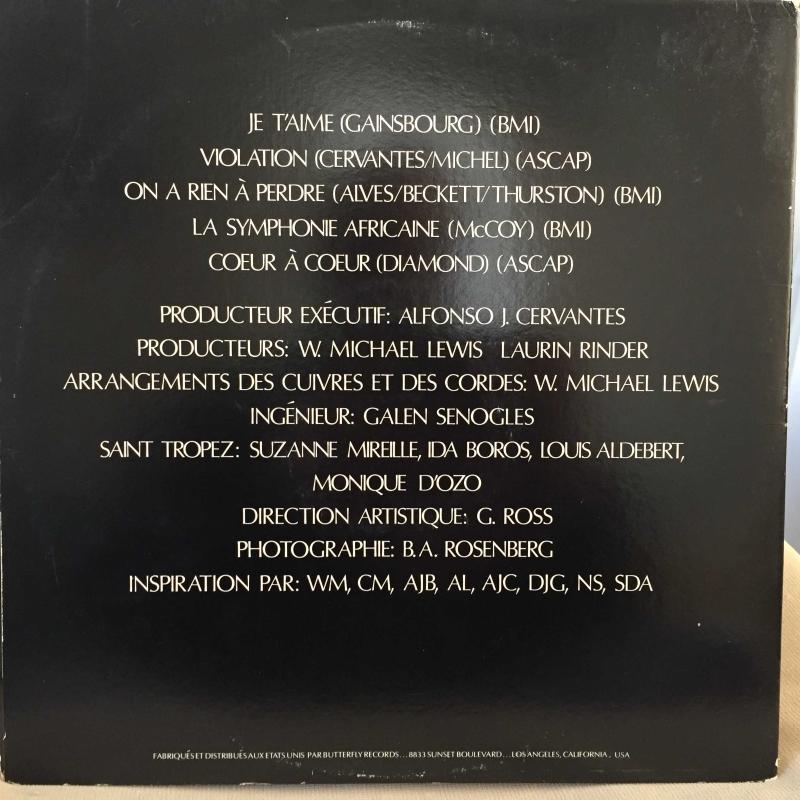 JE T'AIME (GAINSBOURG) (BMI)
VIOLATION (CERVANTES/MICHEL) (ASCAP)
ON A RIEN À PERDRE (ALVES/BECKETT/THURSTON) (BMI)
LA SYMPHONIE AFRICAINE (McCOY) (BMI)
COEUR À COEUR (DIAMOND) (ASCAP)
PRODUCTEUR EXÉCUTIF: ALFONSO J. CERVANTES
PRODUCTEURS: W. MICHAEL LEWIS LAURIN RINDER
ARRANGEMENTS DES CUIVRES ET DES CORDES: W. MICHAEL LEWIS
INGÉNIEUR: GALEN SENOGLES
SAINT TROPEZ: SUZANNE MIREILLE, IDA BOROS, LOUIS ALDEBERT,
MONIQUE D'OZO
DIRECTION ARTISTIQUE: G. ROSS
PHOTOGRAPHIE: B.A. ROSENBERG
INSPIRATION PAR: WM, CM, AJB, AL, AJC, DJG, NS, SDA
FABRIQUÉS ET DISTRIBUÉS AUX ETATS UNIS PAR BUTTERFLY RECORDS...8833 SUNSET BOULEVARD...LOS ANGELES, CALIFORNIA, USA